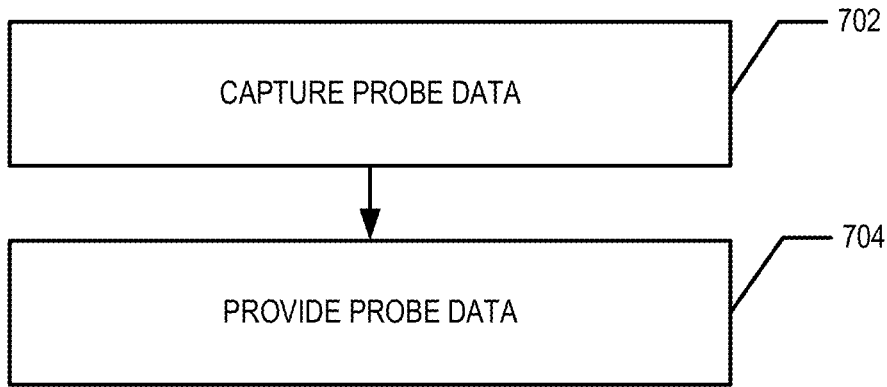 702
CAPTURE PROBE DATA
704
PROVIDE PROBE DATA